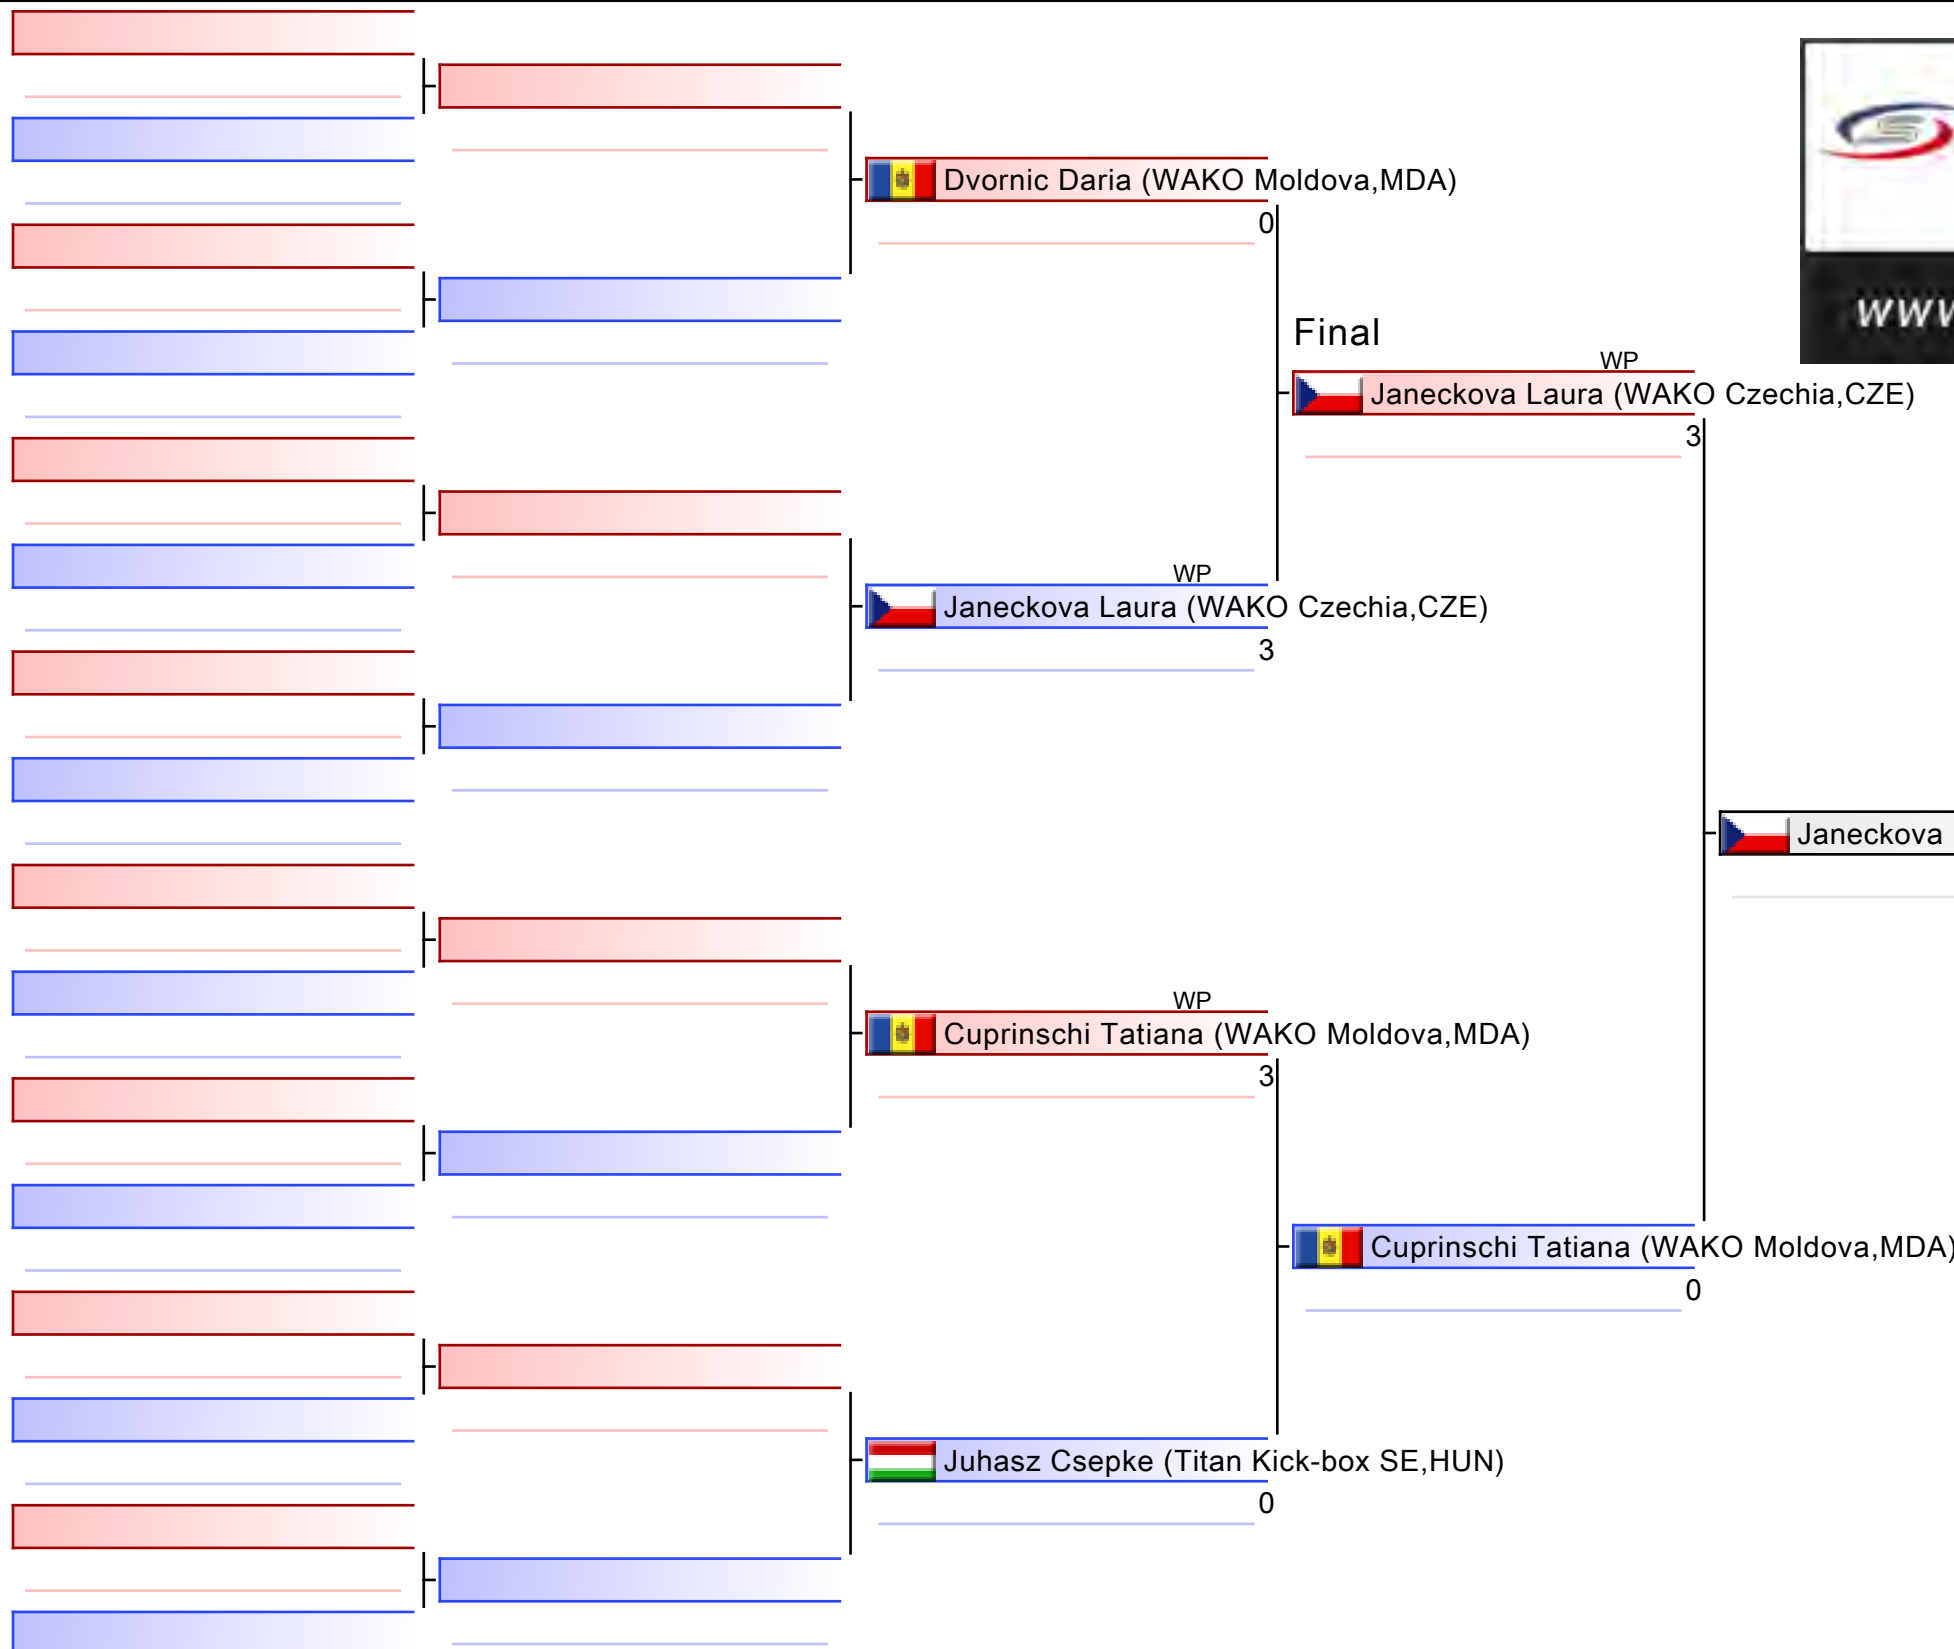 Dvornic Daria (WAKO Moldova,MDA)
0
Final
WP
Janeckova Laura (WAKO Czechia,CZE)
3
WP
Janeckova Laura (WAKO Czechia,CZE)
3
Janeckova
WP
Cuprinschi Tatiana (WAKO Moldova,MDA)
3
Cuprinschi Tatiana (WAKO Moldova,MDA)
0
Juhasz Csepke (Titan Kick-box SE,HUN)
0